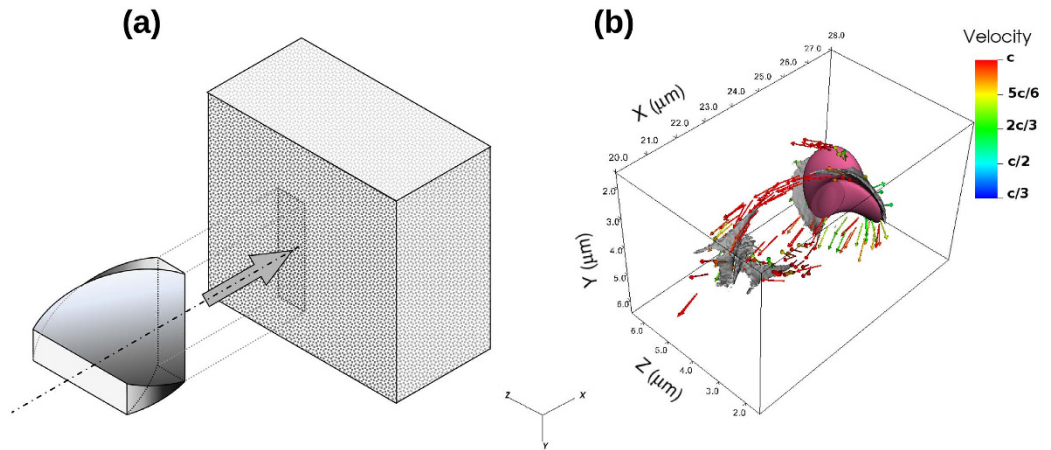 (a)
(b)
Velocity
c
5c/6
2c/3
c/2
c/3
X (μm)
20.0
21.0
22.0
23.0
24.0
25.0
26.0
27.0
28.0
Y (μm)
2.0
3.0
4.0
5.0
6.0
Z (μm)
6.0
5.0
4.0
3.0
2.0
z
x
Y